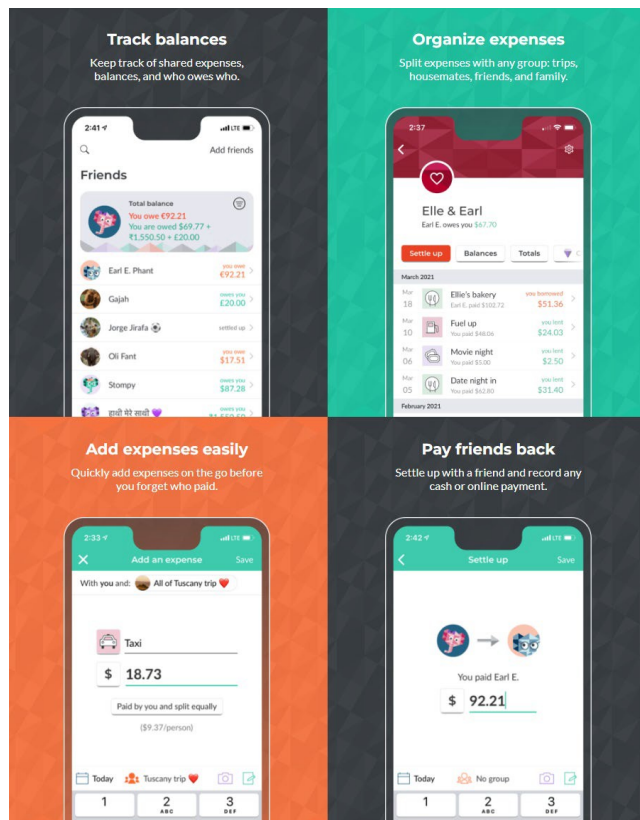 Track balances
Keep track of shared expenses,
balances, and who owes who.
2:41
LTE
Add friends
Friends
Total balance
You owe €92.21
You are owed $69.77 +
₹1,550.50 + £20.00
Earl E. Phant
you owe
€92.21
Gajah
owes you
£20.00
Jorge Jirafa ⚽
settled up
Oli Fant
you owe
$17.51
Stompy
owes you
$87.28
हाथी मेरे साथी 💜
owes you
Organize expenses
Split expenses with any group: trips,
housemates, friends, and family.
2:37
Elle & Earl
Earl E. owes you $67.70
Settle up
Balances
Totals
March 2021
Mar
18
Ellie's bakery
Earl E. paid $102.72
you borrowed
$51.36
Mar
10
Fuel up
You paid $48.06
you lent
$24.03
Mar
06
Movie night
You paid $5.00
you lent
$2.50
Mar
05
Date night in
You paid $62.80
you lent
$31.40
February 2021
Add expenses easily
Quickly add expenses on the go before
you forget who paid.
2:33
LTE
Add an expense
Save
With you and:
All of Tuscany trip ❤️
Taxi
$
18.73
Paid by you and split equally
($9.37/person)
Today
Tuscany trip ❤️
1
2
ABC
3
DEF
Pay friends back
Settle up with a friend and record any
cash or online payment.
2:42
LTE
Settle up
Save
You paid Earl E.
$
92.21
Today
No group
1
2
ABC
3
DEF